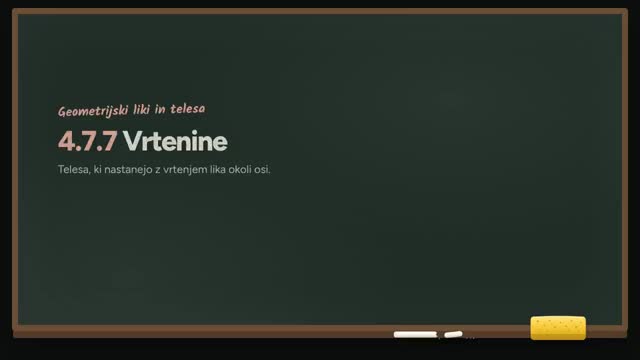 Geometrijski liki in telesa
4.7.7 Vrtenine
Telesa, ki nastanejo z vrtenjem lika okoli osi.